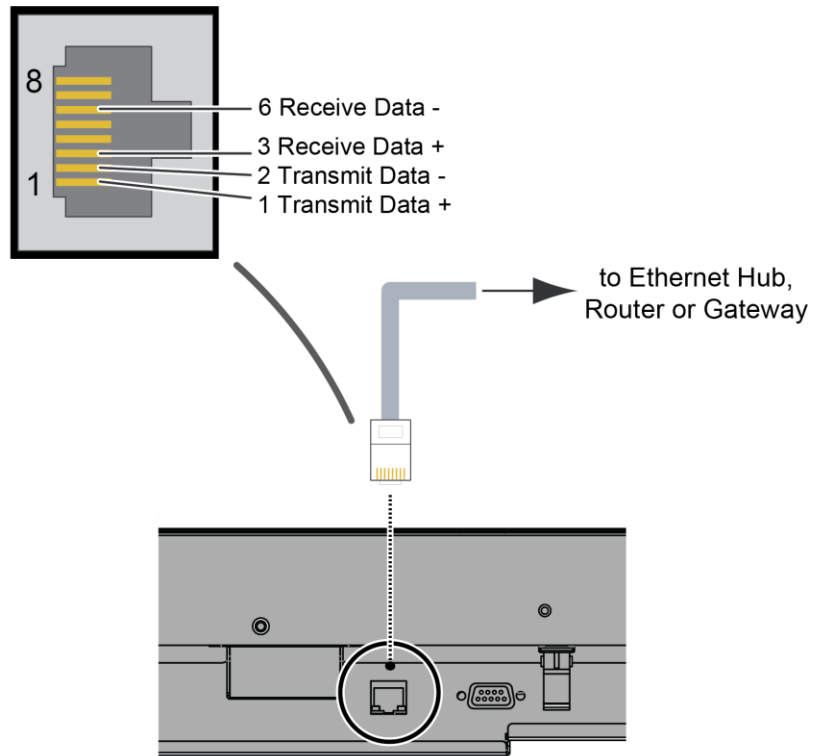 8
6 Receive Data -
3 Receive Data +
2 Transmit Data -
1
1 Transmit Data +
to Ethernet Hub,
Router or Gateway